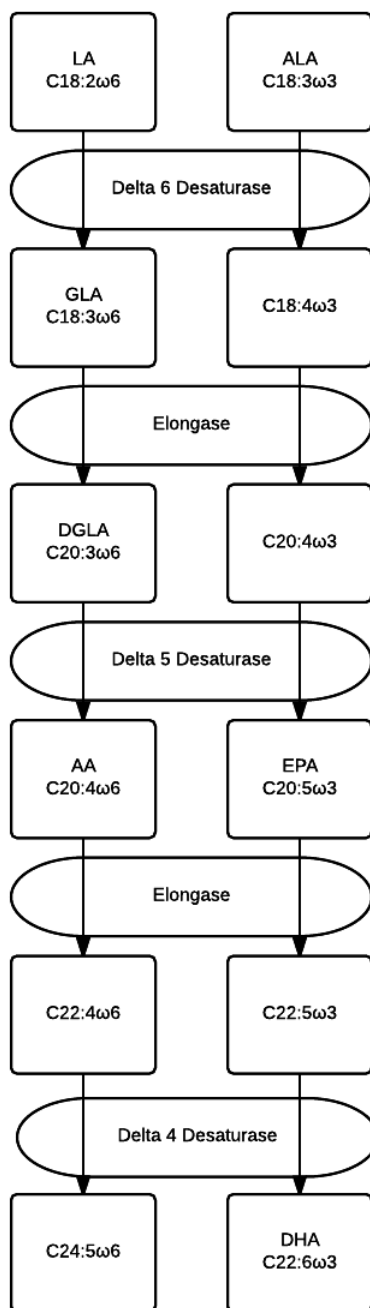 LA
C18:2ω6
ALA
C18:3ω3
Delta 6 Desaturase
GLA
C18:3ω6
C18:4ω3
Elongase
DGLA
C20:3ω6
C20:4ω3
Delta 5 Desaturase
AA
C20:4ω6
EPA
C20:5ω3
Elongase
C22:4ω6
C22:5ω3
Delta 4 Desaturase
C24:5ω6
DHA
C22:6ω3